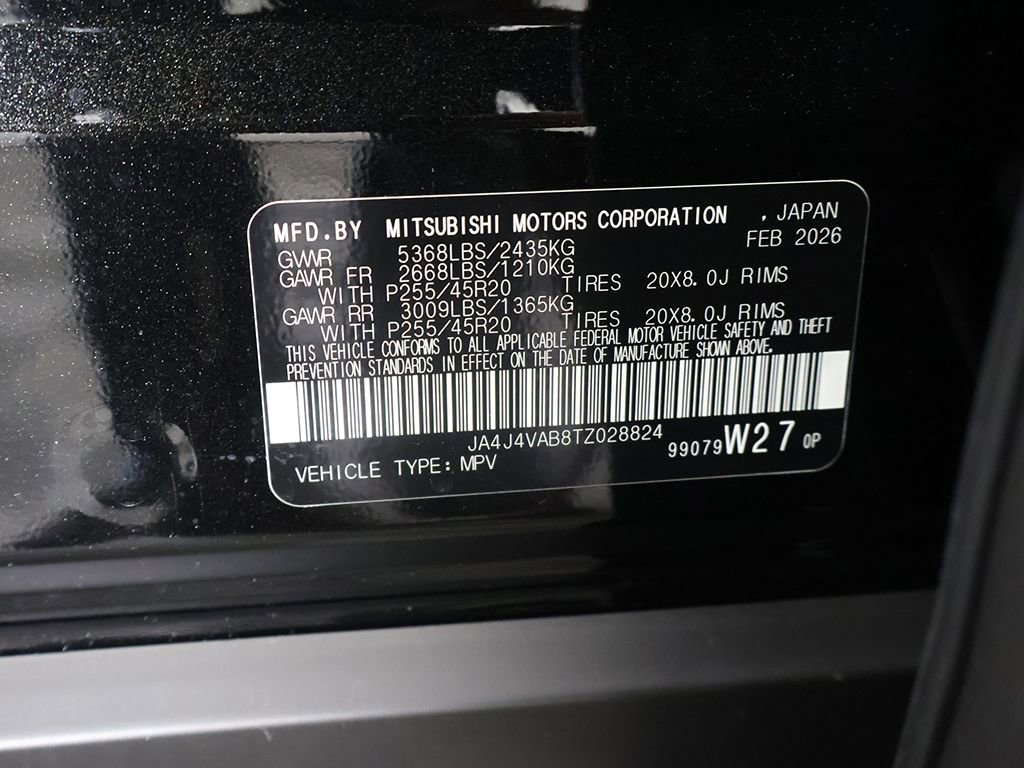 MFD.BY MITSUBISHI MOTORS CORPORATION , JAPAN
FEB 2026
GVWR 5368LBS/2435KG
GAWR FR 2668LBS/1210KG
WITH P255/45R20 TIRES 20X8.0J RIMS
GAWR RR 3009LBS/1365KG
WITH P255/45R20 TIRES 20X8.0J RIMS
THIS VEHICLE CONFORMS TO ALL APPLICABLE FEDERAL MOTOR VEHICLE SAFETY AND THEFT
PREVENTION STANDARDS IN EFFECT ON THE DATE OF MANUFACTURE SHOWN ABOVE.
JA4J4VAB8TZ028824
99079W27 0P
VEHICLE TYPE: MPV